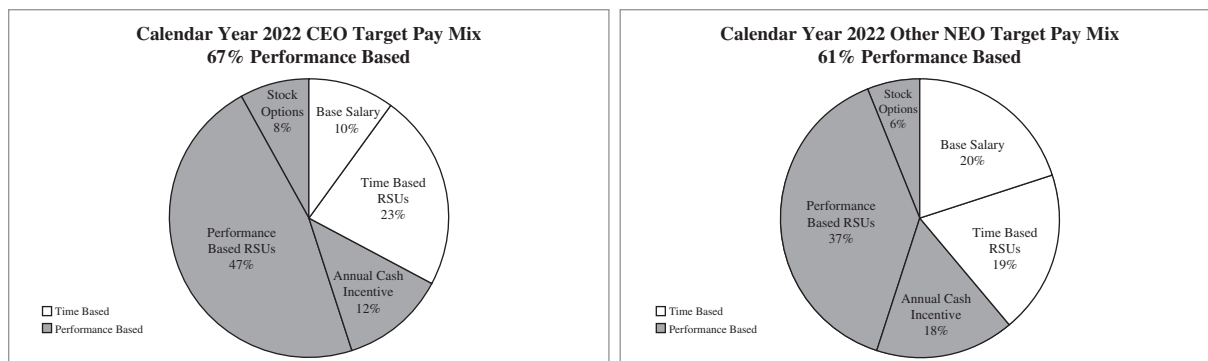 Calendar Year 2022 CEO Target Pay Mix
67% Performance Based
Stock
Options
8%
Base Salary
10%
Time Based
RSUs
23%
Performance
Based RSUs
47%
Annual Cash
Incentive
12%
Time Based
Performance Based
Calendar Year 2022 Other NEO Target Pay Mix
61% Performance Based
Stock
Options
6%
Base Salary
20%
Performance
Based RSUs
37%
Time Based
RSUs
19%
Annual Cash
Incentive
18%
Time Based
Performance Based